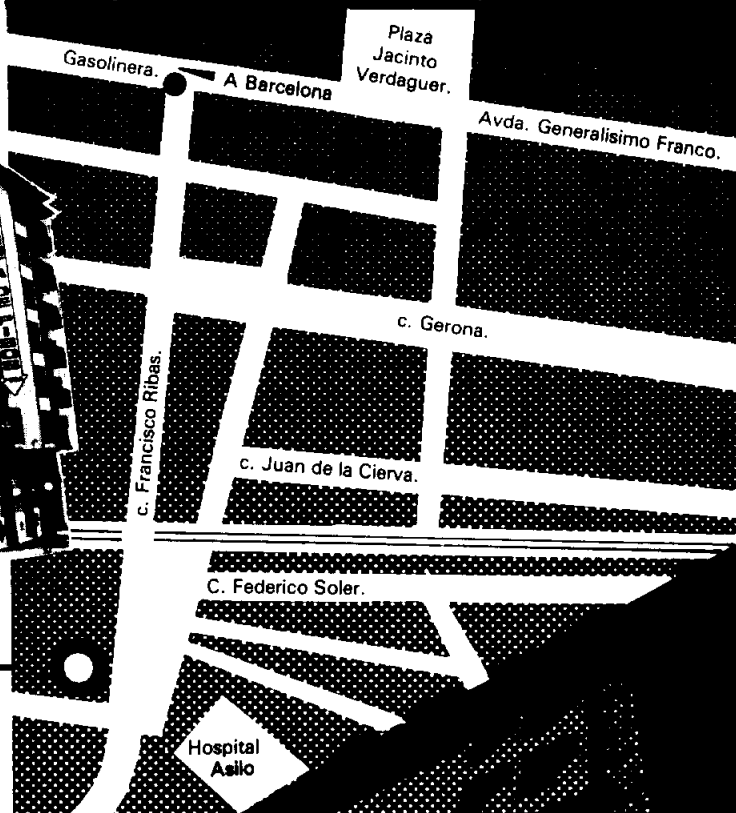 Plaza
Jacinto
Verdaguer.
Gasolinera.
A Barcelona
Avda. Generalisimo Franco.
c. Gerona.
c. Francisco Ribas.
c. Juan de la Cierva.
C. Federico Soler.
Hospital
Asilo